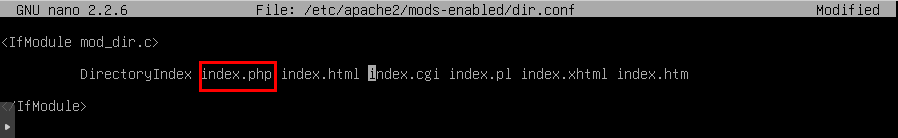 GNU nano 2.2.6 File: /etc/apache2/mods-enabled/dir.conf Modified
<IfModule mod_dir.c>
DirectoryIndex index.php index.html index.cgi index.pl index.xhtml index.htm
</IfModule>